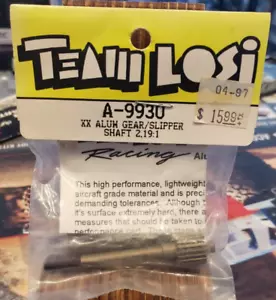 TEAM LOSI
04-97
$ 15.99
A-9930
XX ALUM GEAR/SLIPPER
SHAFT 2.19:1
Racing
This high performance, lightweight
aircraft grade material and is preci
demanding tolerances. Although
it's surface extremely hard, there a
measures that should be taken to
performance